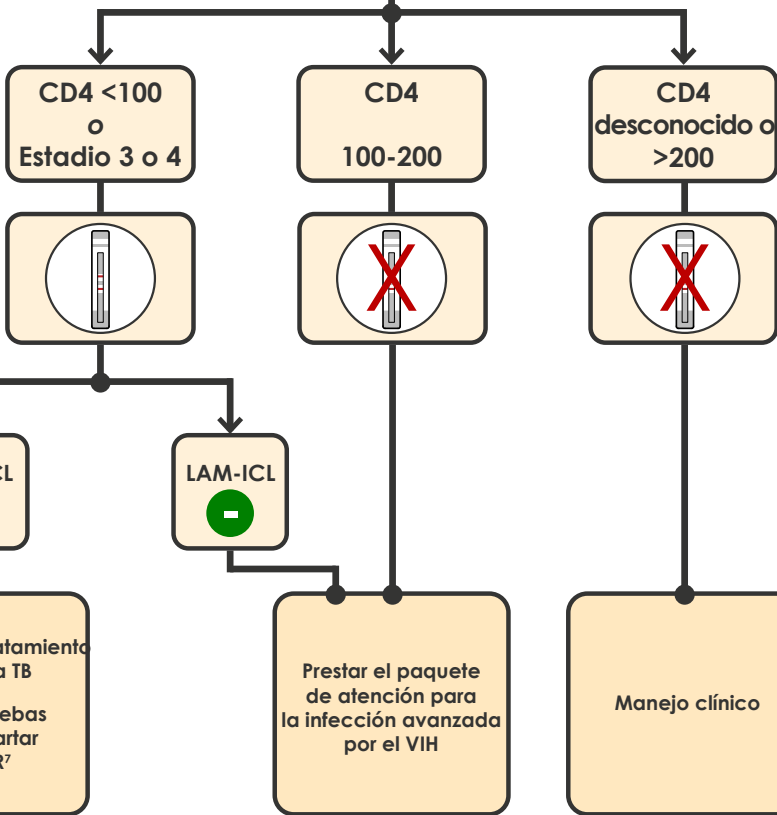 CD4 <100
o
Estadio 3 o 4
CD4
100-200
CD4
desconocido o
>200
LAM-ICL
-
a TB
Prestar el paquete
de atención para
la infección avanzada
por el VIH
Manejo clínico